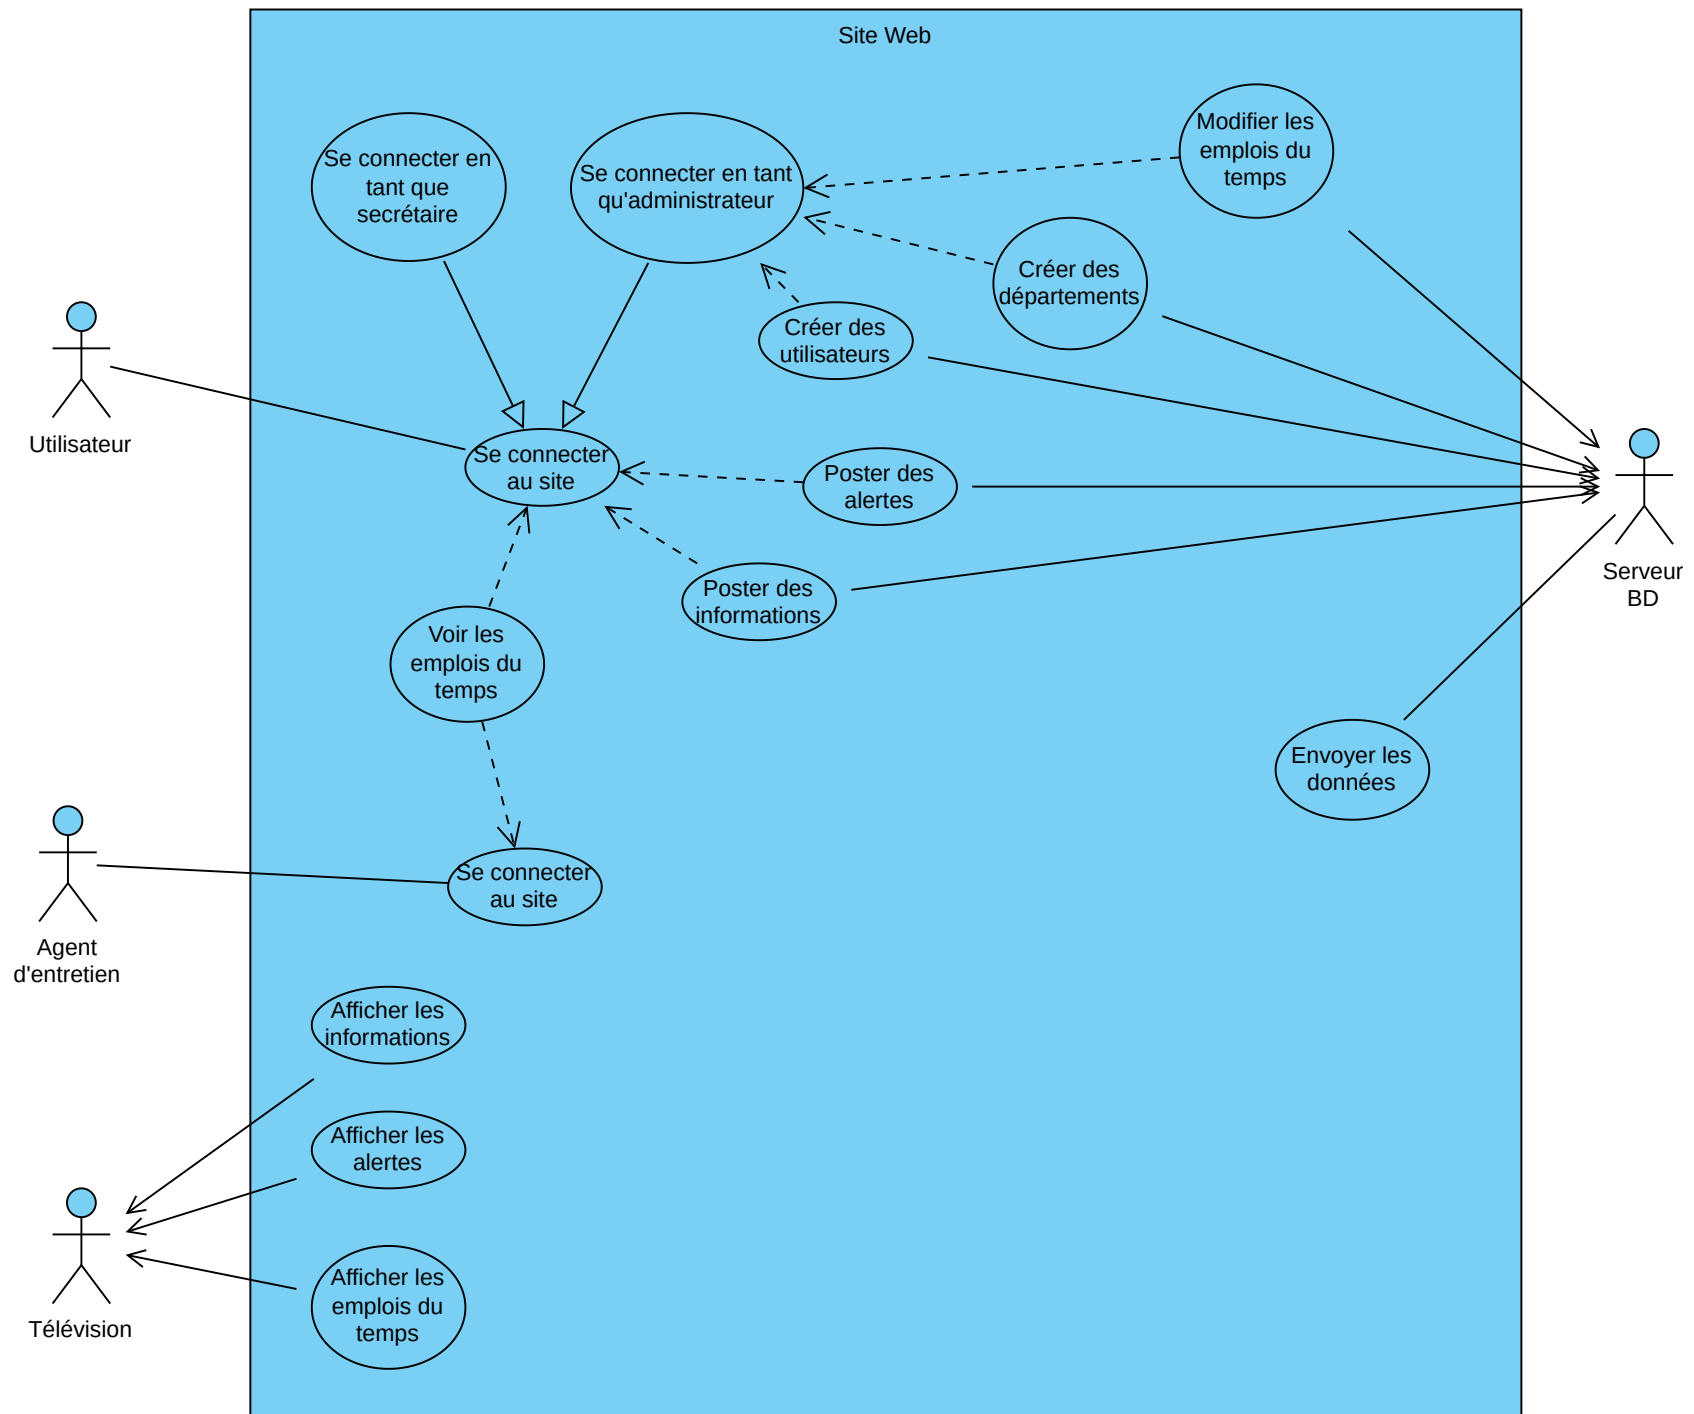 Site Web
Se connecter en
tant que
secrétaire
Se connecter en tant
qu'administrateur
Modifier les
emplois du
temps
Créer des
départements
Créer des
utilisateurs
Utilisateur
Se connecter
au site
Poster des
alertes
Serveur
BD
Poster des
informations
Voir les
emplois du
temps
Envoyer les
données
Se connecter
au site
Agent
d'entretien
Afficher les
informations
Afficher les
alertes
Afficher les
emplois du
temps
Télévision